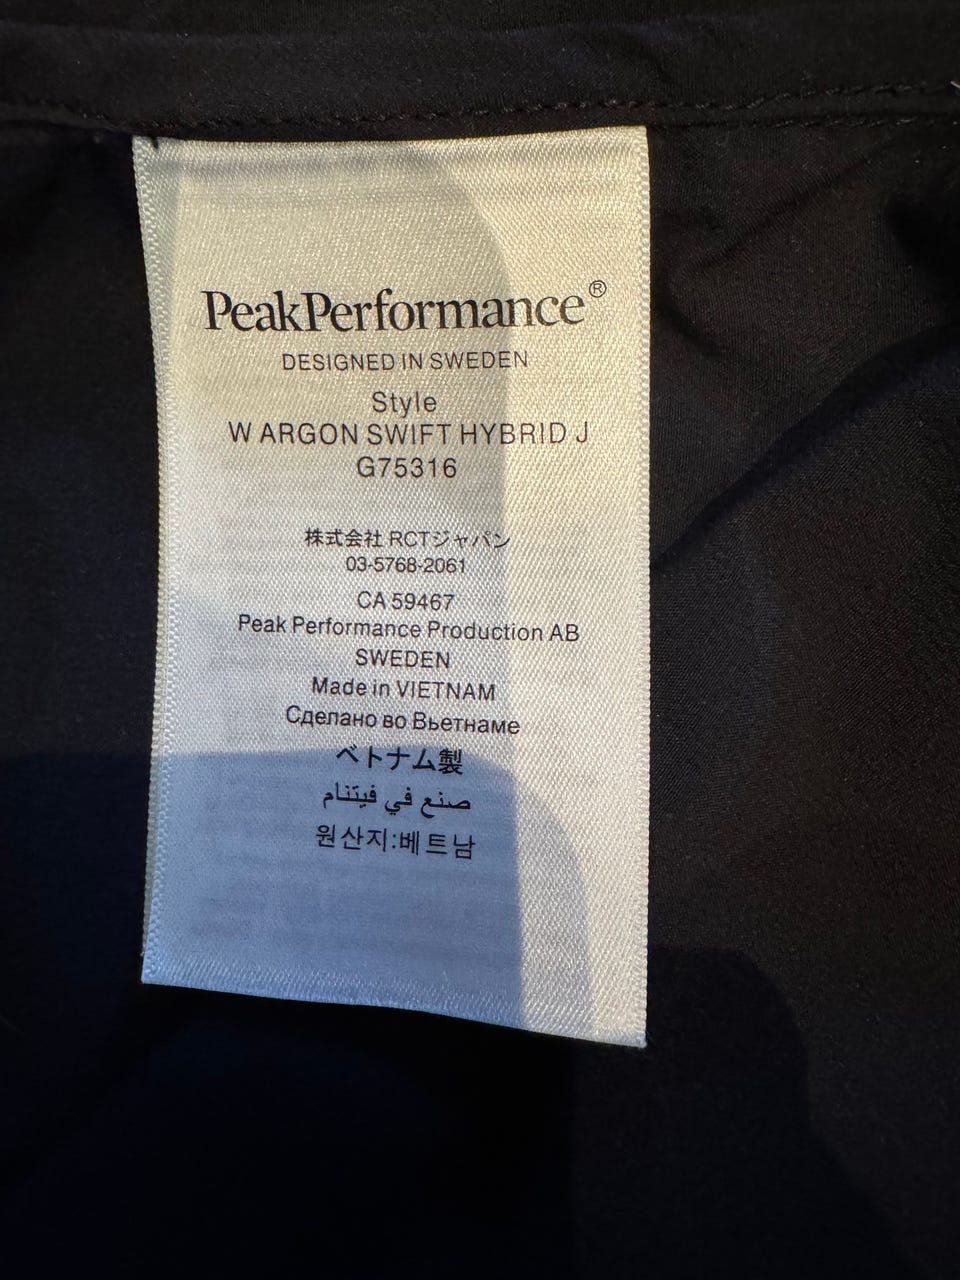 PeakPerformance®
DESIGNED IN SWEDEN
Style
W ARGON SWIFT HYBRID J
G75316
株式会社 RCTジャパン
03-5768-2061
CA 59467
Peak Performance Production AB
SWEDEN
Made in VIETNAM
Сделано во Вьетнаме
ベトナム製
صنع في فيتنام
원산지:베트남